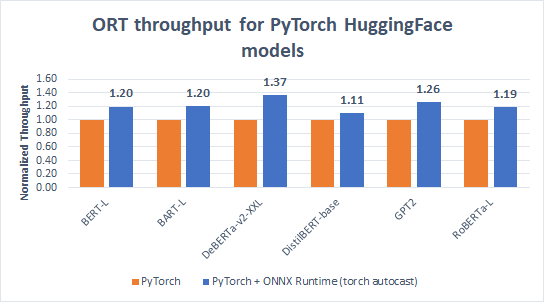 ORT throughput for PyTorch HuggingFace
models
Normalized Throughput
1.60
1.40
1.20
1.00
0.80
0.60
0.40
0.20
0.00
1.20
1.20
1.37
1.11
1.26
1.19
BERT-L
BART-L
DeBERTa-v2-XXL
DistilBERT-base
GPT2
RoBERTa-L
PyTorch
PyTorch + ONNX Runtime (torch autocast)